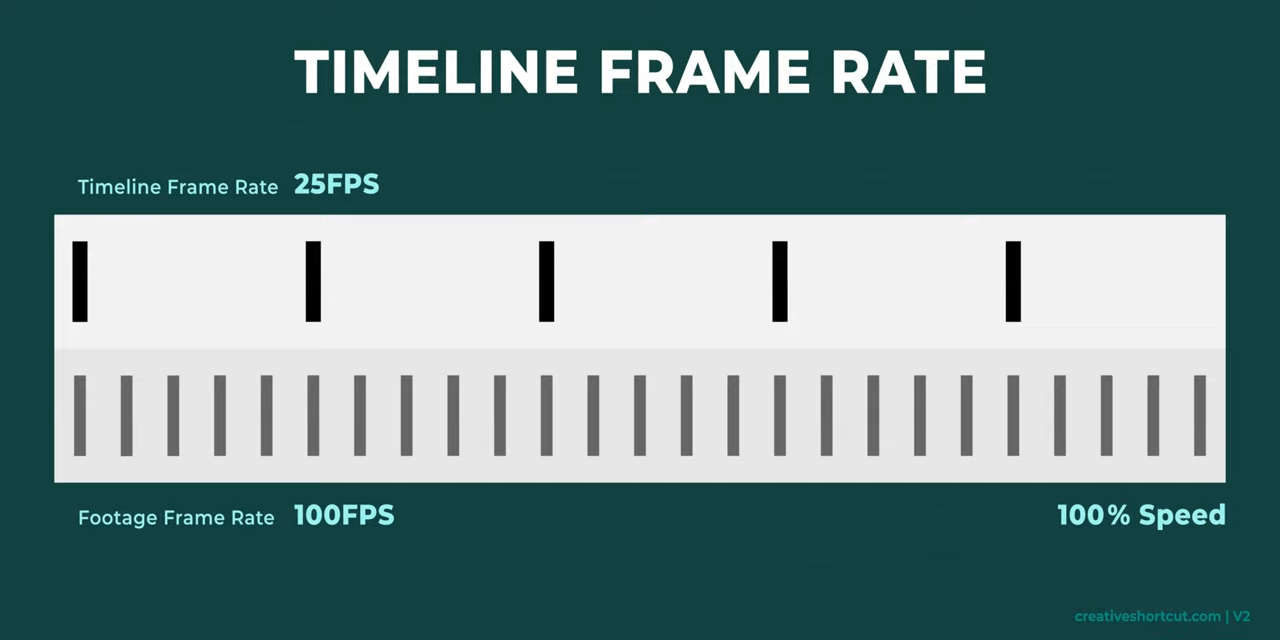 TIMELINE FRAME RATE
Timeline Frame Rate 25FPS
Footage Frame Rate 100FPS
100% Speed
creativeshortcut.com | V2